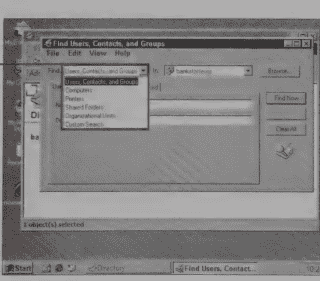 Find Users, Contacts, and Groups
File Edit View Help
Find: Users, Contacts, and Groups In: Browse...
Users, Contacts, and Groups
Computers
Printers
Shared Folders
Organizational Units
Custom Search
Find Now
Clear All
1 object(s) selected
Start Directory Find Users, Contact...